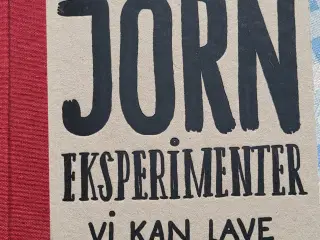 JORN
EKSPERIMENTER
Vi KAN LAVE